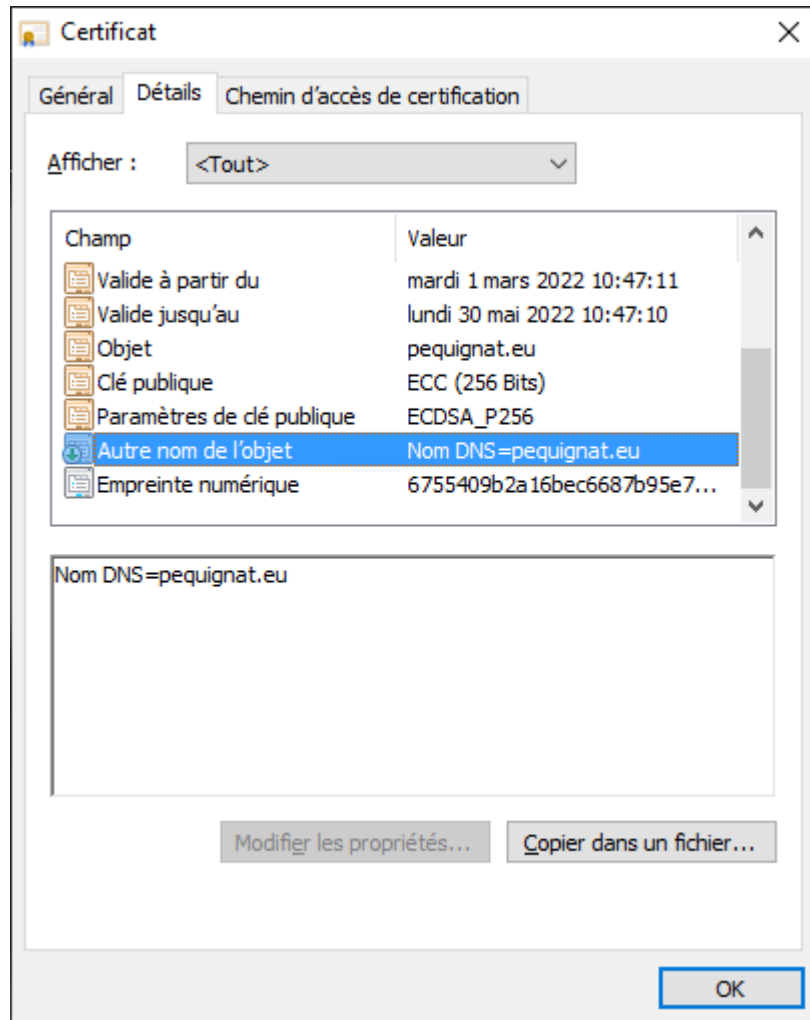 Certificat
Général Détails Chemin d'accès de certification
Afficher : <Tout>
Champ Valeur
Valide à partir du mardi 1 mars 2022 10:47:11
Valide jusqu'au lundi 30 mai 2022 10:47:10
Objet pequignat.eu
Clé publique ECC (256 Bits)
Paramètres de clé publique ECDSA_P256
Autre nom de l'objet Nom DNS=pequignat.eu
Empreinte numérique 6755409b2a16bec6687b95e7...
Nom DNS=pequignat.eu
Modifier les propriétés... Copier dans un fichier...
OK